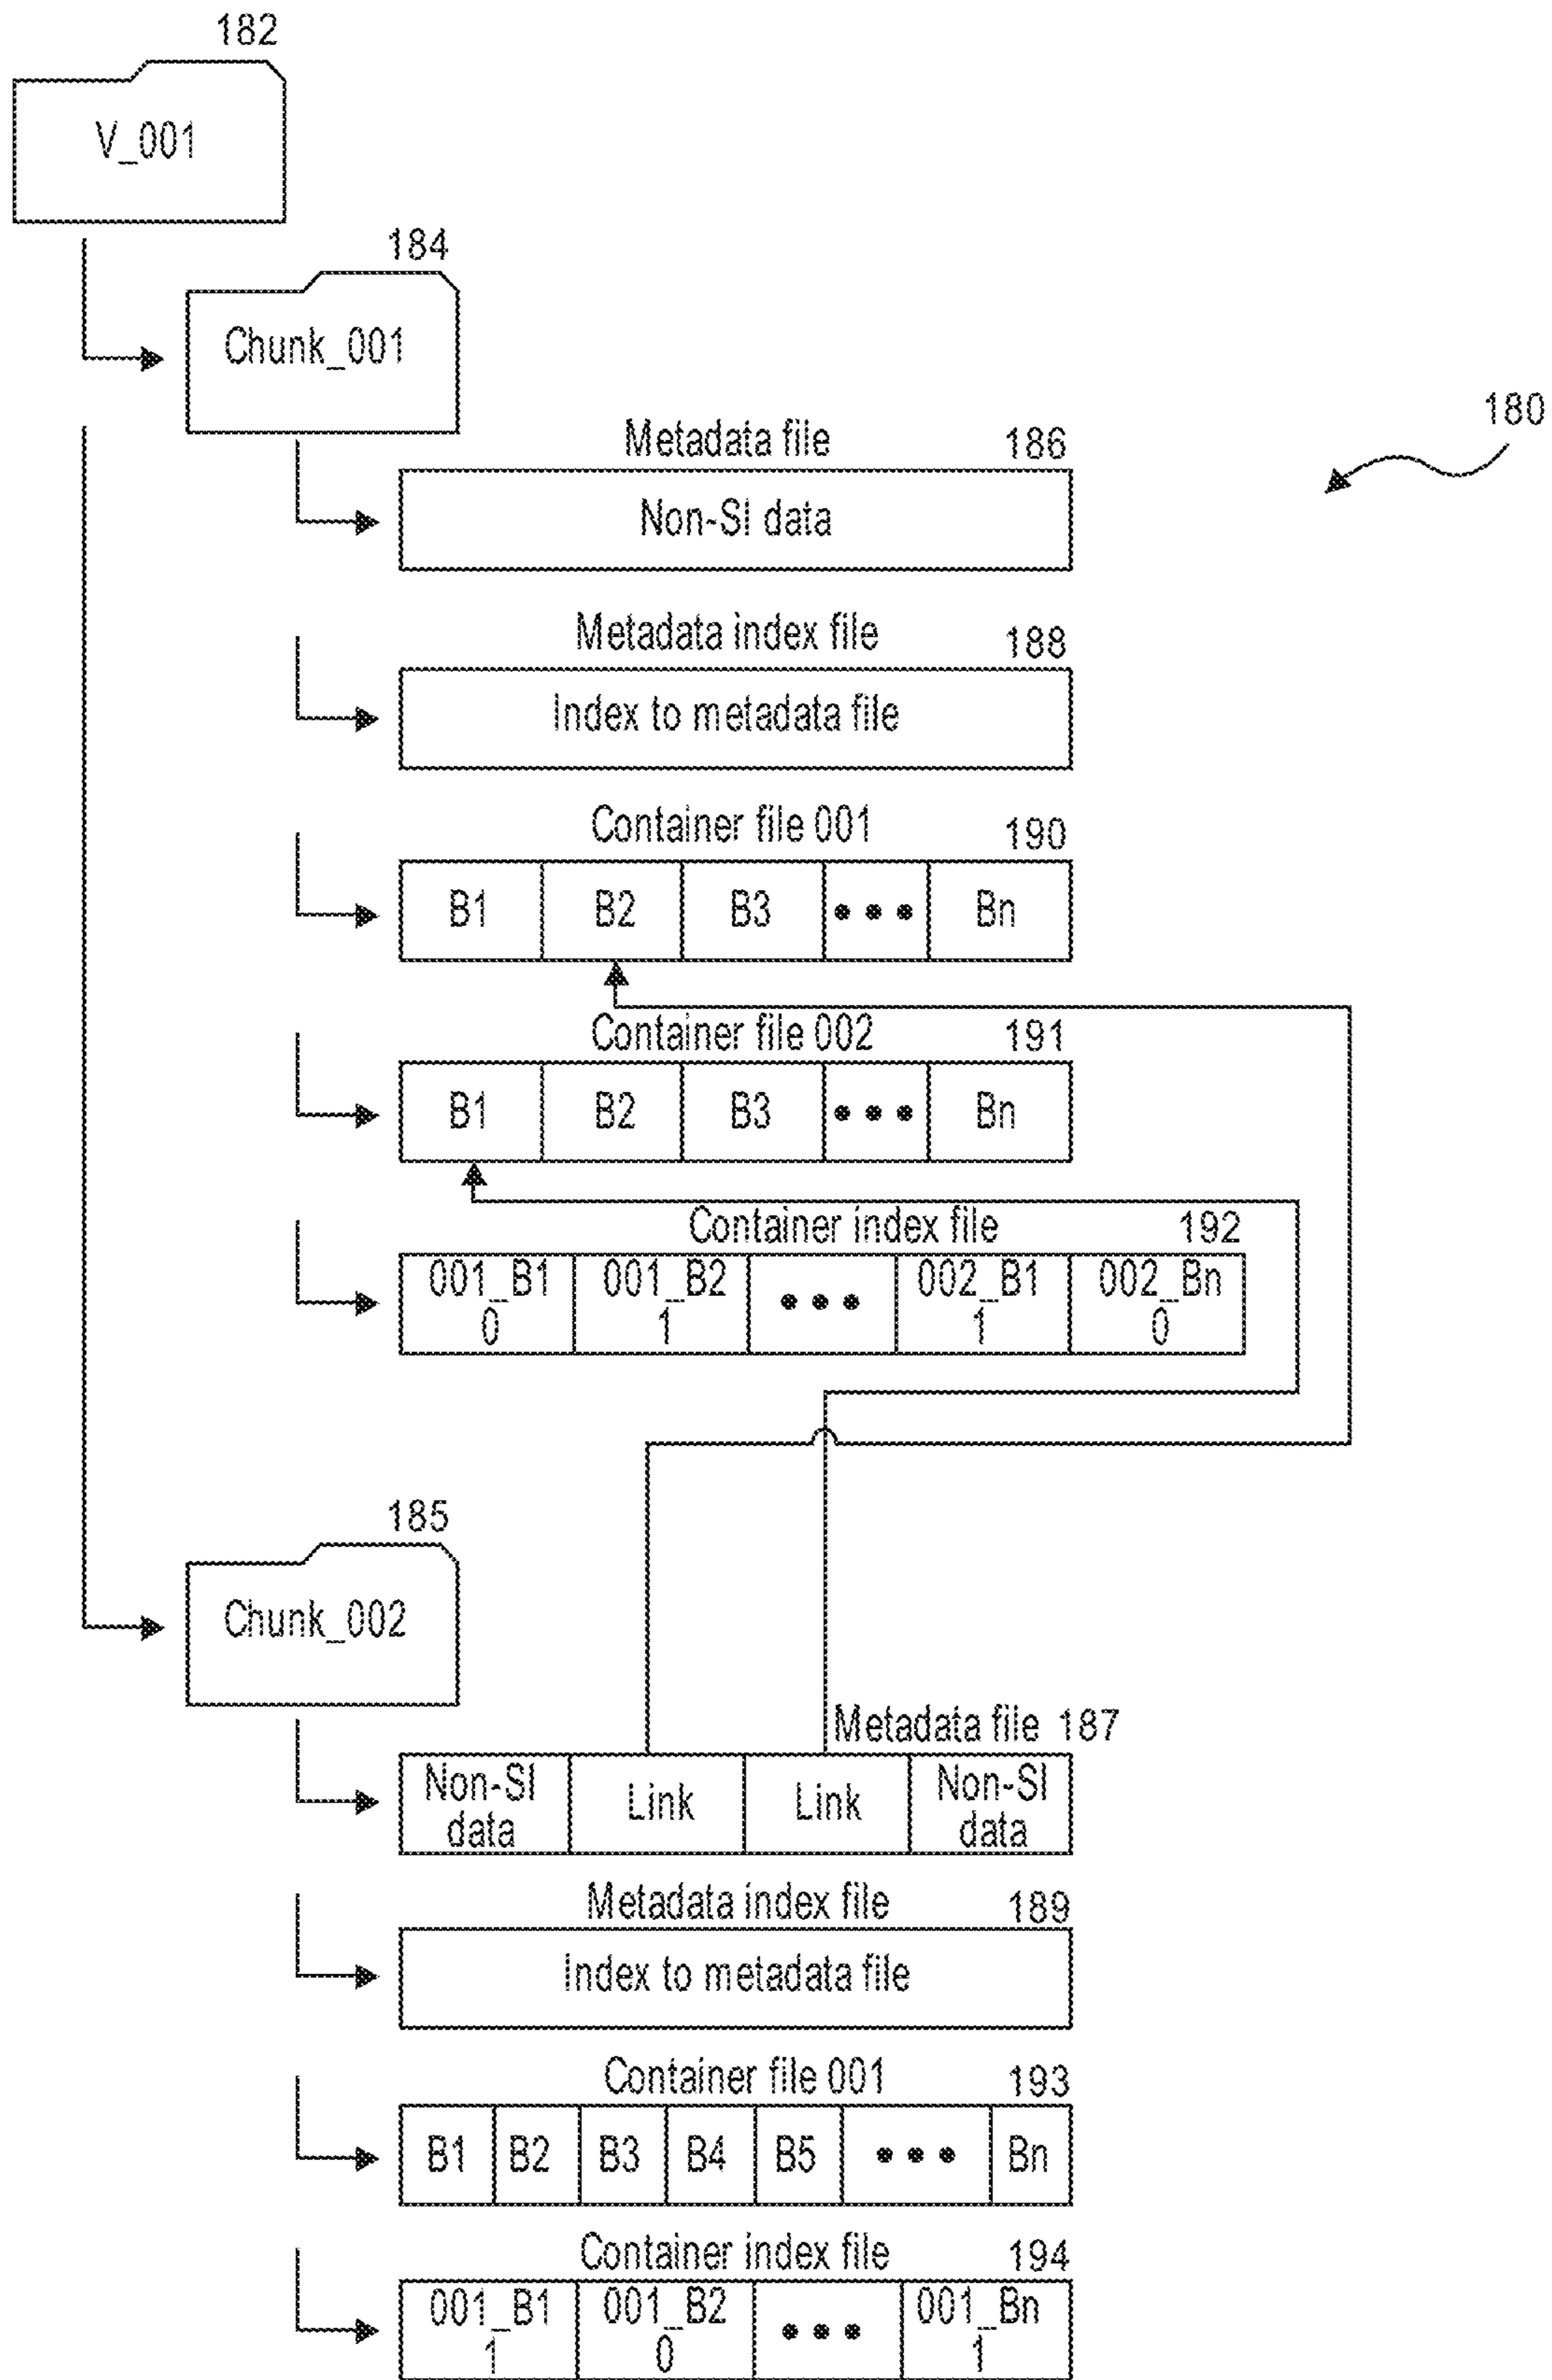 182
V_001
184
Chunk_001
180
Metadata file 186
Non-SI data
Metadata index file 188
Index to metadata file
Container file 001 190
B1 B2 B3 ••• Bn
Container file 002 191
B1 B2 B3 ••• Bn
Container index file 192
001_B1 001_B2 ••• 002_B1 002_Bn
0 1 1 0
185
Chunk_002
Metadata file 187
Non-SI Link Link Non-SI
data data
Metadata index file 189
Index to metadata file
Container file 001 193
B1 B2 B3 B4 B5 ••• Bn
Container index file 194
001_B1 001_B2 ••• 001_Bn
1 0 1